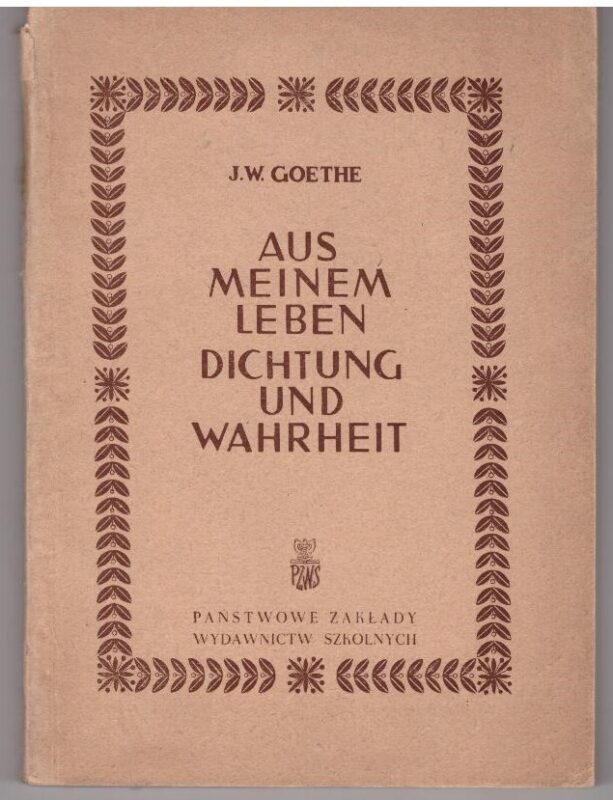 J.W. GOETHE
AUS
MEINEM
LEBEN
DICHTUNG
UND
WAHRHEIT
PZWS
PAŃSTWOWE ZAKŁADY
WYDAWNICTW SZKOLNYCH